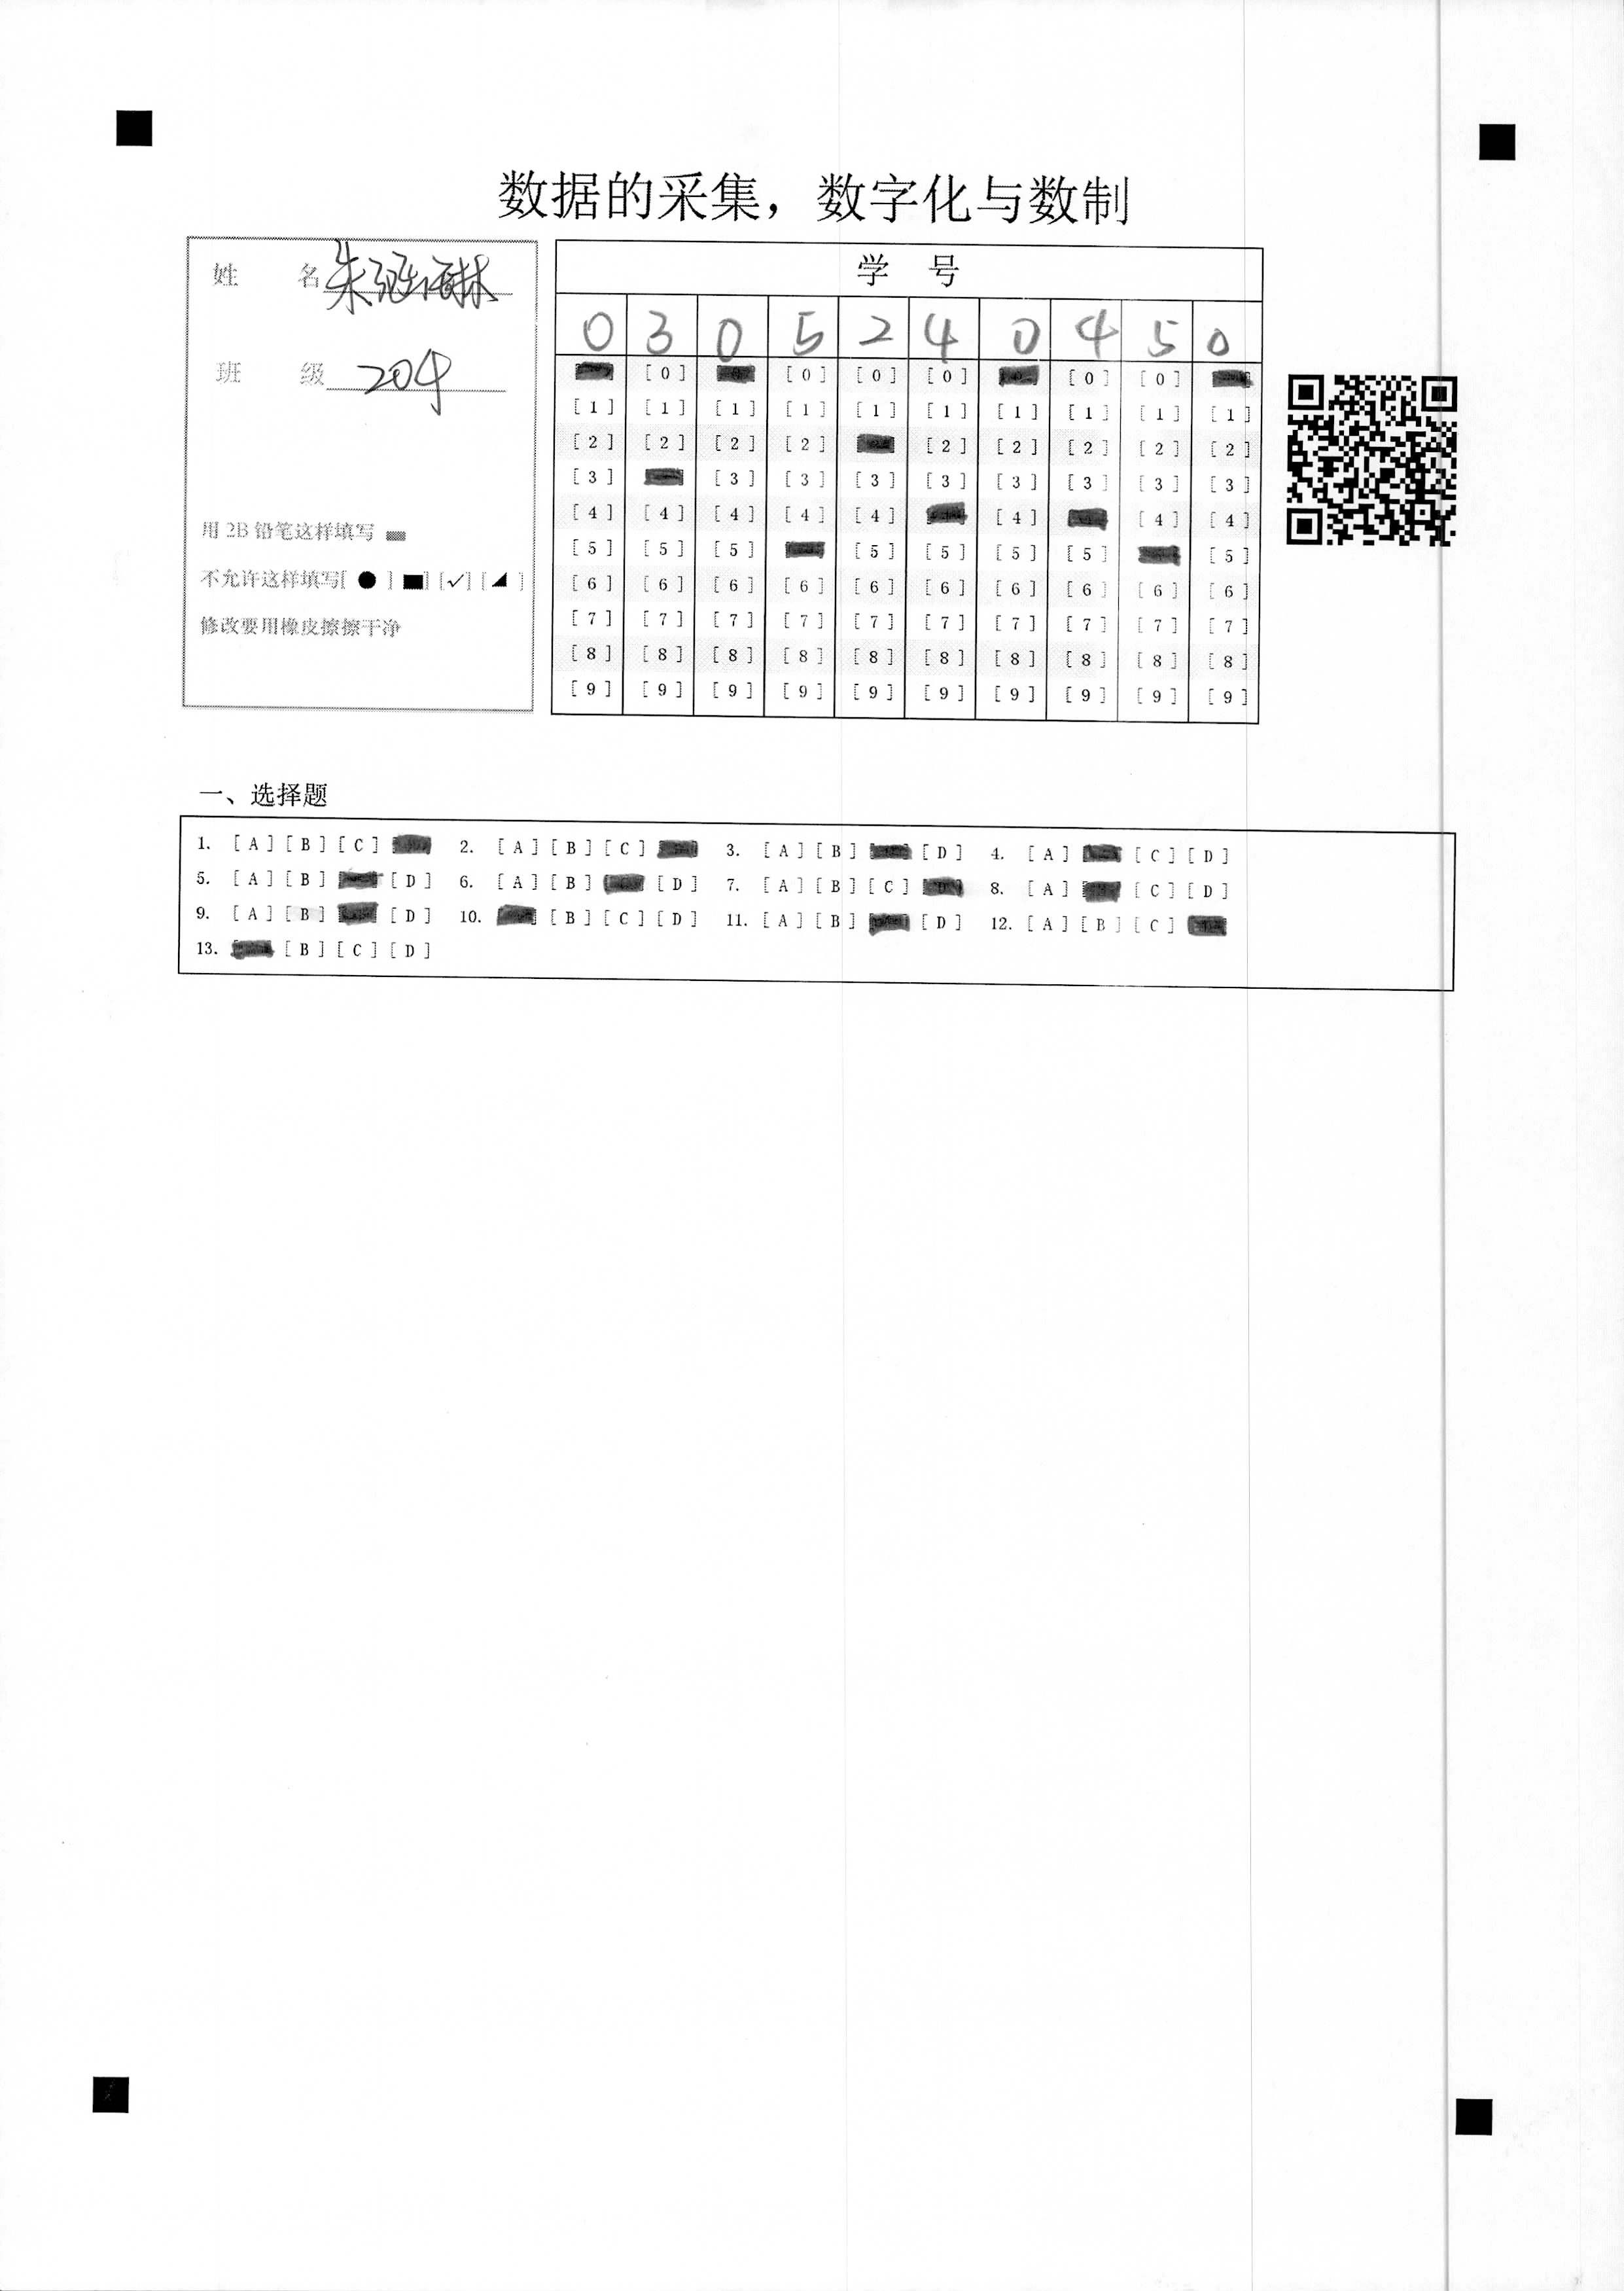 数据的采集，数字化与数制
姓 名 朱
班 级 204
用 2B 铅笔这样填写
不允许这样填写[ ● ] [■] [✓] [◢ ]
修改要用橡皮擦擦干净
学 号
0 3 0 5 2 4 0 4 5 0
[0] [0] [0] [0] [0] [0]
[1] [1] [1] [1] [1] [1] [1] [1] [1] [1]
[2] [2] [2] [2] [2] [2] [2] [2] [2]
[3] [3] [3] [3] [3] [3] [3] [3] [3]
[4] [4] [4] [4] [4] [4] [4] [4]
[5] [5] [5] [5] [5] [5] [5] [5]
[6] [6] [6] [6] [6] [6] [6] [6] [6] [6]
[7] [7] [7] [7] [7] [7] [7] [7] [7] [7]
[8] [8] [8] [8] [8] [8] [8] [8] [8] [8]
[9] [9] [9] [9] [9] [9] [9] [9] [9] [9]
一、选择题
1. [A] [B] [C] 2. [A] [B] [C] 3. [A] [B] [D] 4. [A] [C] [D]
5. [A] [B] [D] 6. [A] [B] [D] 7. [A] [B] [C] 8. [A] [C] [D]
9. [A] [B] [D] 10. [B] [C] [D] 11. [A] [B] [D] 12. [A] [B] [C]
13. [B] [C] [D]